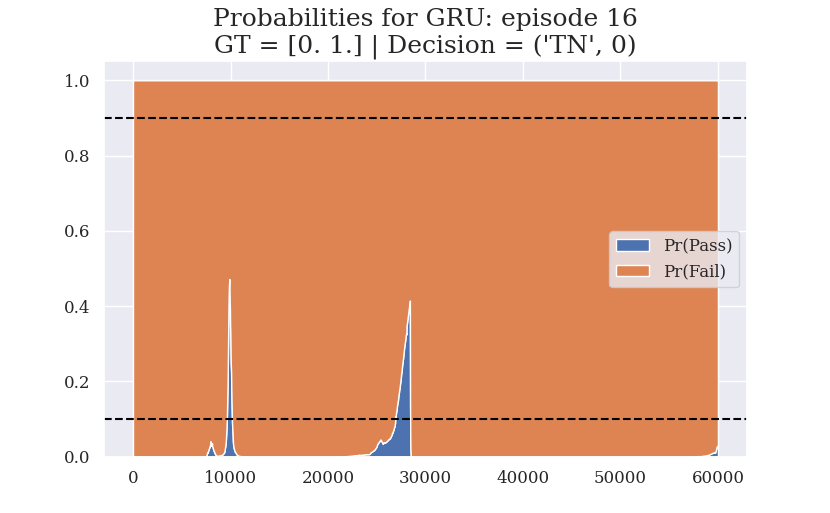 Probabilities for GRU: episode 16
GT = [0. 1.] | Decision = ('TN', 0)
1.0
0.8
0.6
0.4
0.2
0.0
Pr(Pass)
Pr(Fail)
0 10000 20000 30000 40000 50000 60000